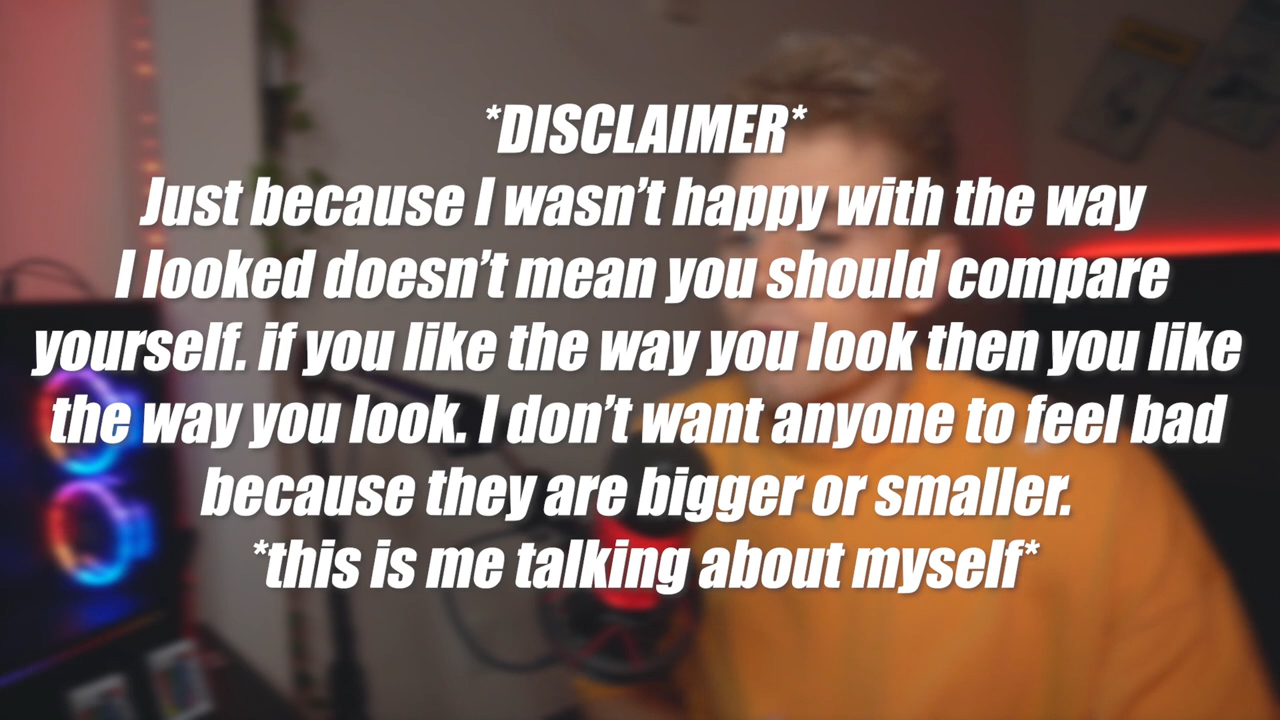 *DISCLAIMER*
Just because I wasn’t happy with the way
I looked doesn’t mean you should compare
yourself. if you like the way you look then you like
the way you look. I don’t want anyone to feel bad
because they are bigger or smaller.
*this is me talking about myself*